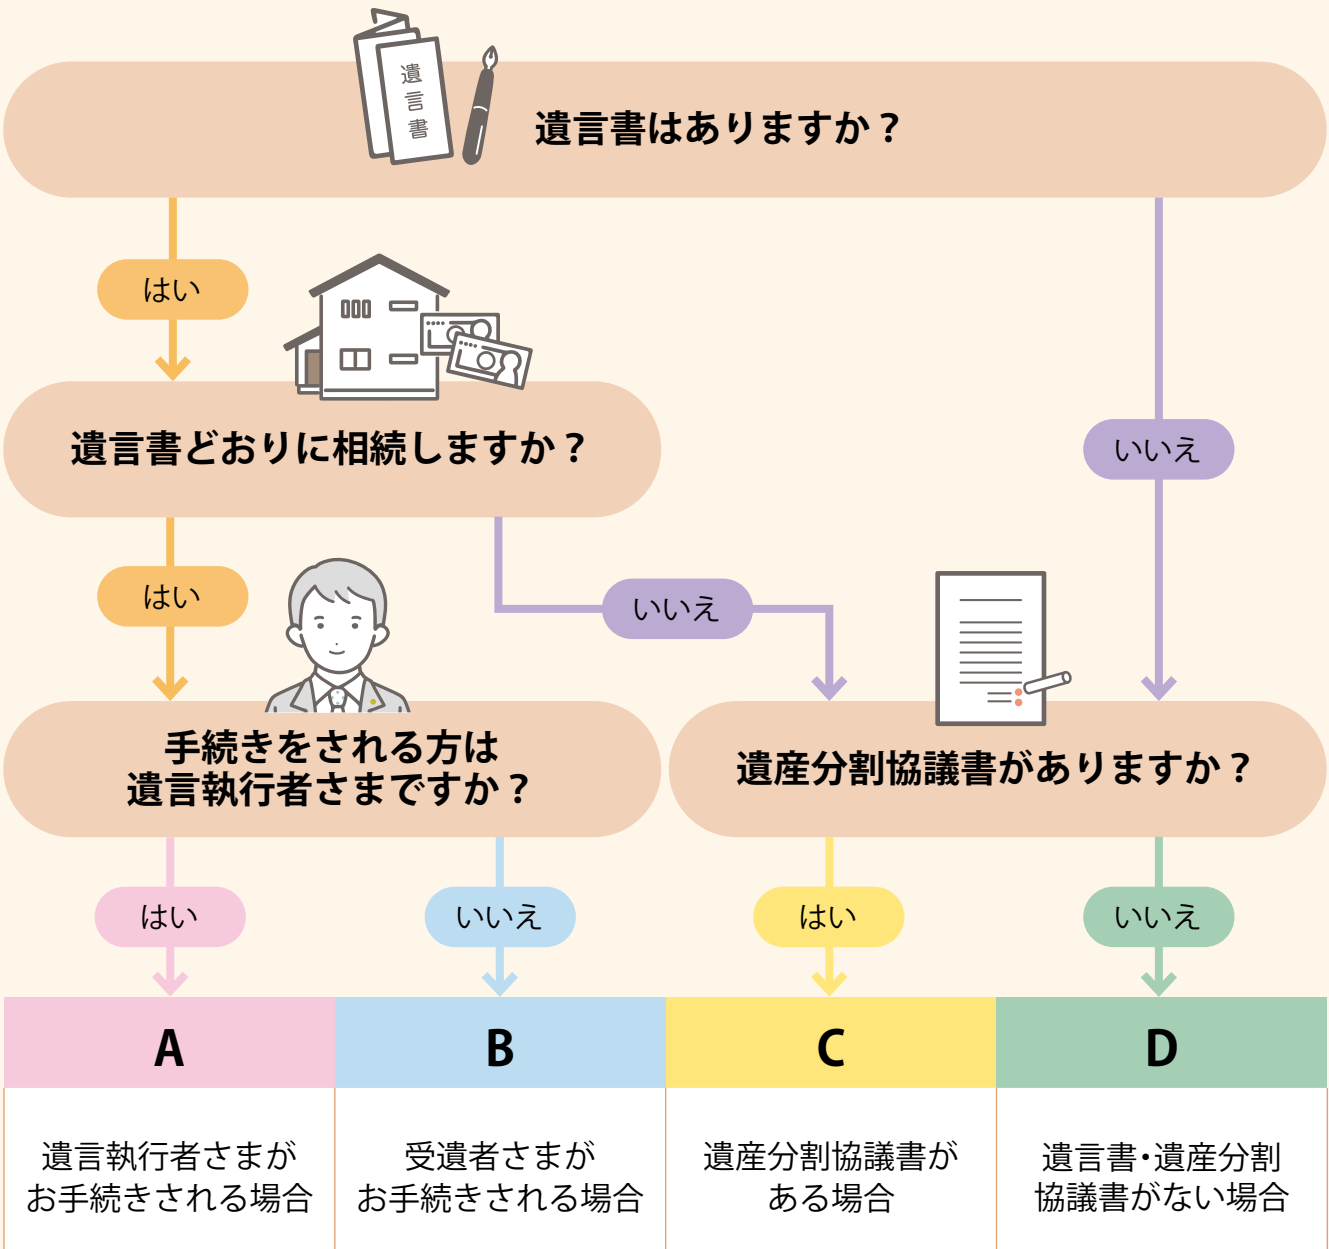 遺言書
遺言書はありますか？
はい
遺言書どおりに相続しますか？
いいえ
はい
いいえ
手続きをされる方は
遺言執行者さまですか？
遺産分割協議書がありますか？
はい
いいえ
はい
いいえ
A
B
C
D
遺言執行者さまが
お手続きされる場合
受遺者さまが
お手続きされる場合
遺産分割協議書が
ある場合
遺言書・遺産分割
協議書がない場合